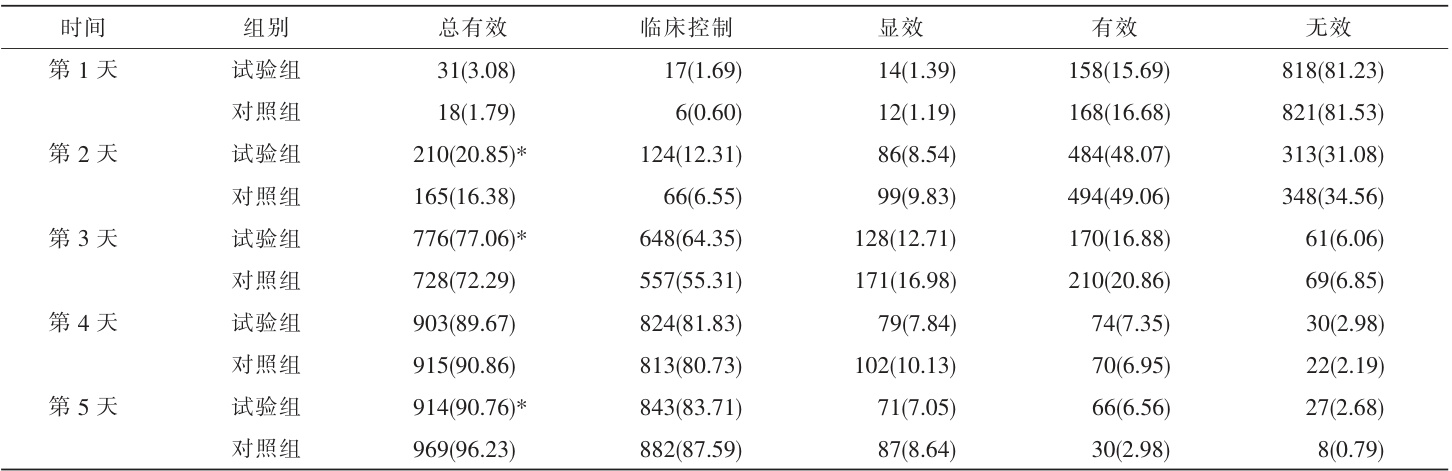 时间 组别 总有效 临床控制 显效 有效 无效
第1天 试验组 31(3.08) 17(1.69) 14(1.39) 158(15.69) 818(81.23)
对照组 18(1.79) 6(0.60) 12(1.19) 168(16.68) 821(81.53)
第2天 试验组 210(20.85)* 124(12.31) 86(8.54) 484(48.07) 313(31.08)
对照组 165(16.38) 66(6.55) 99(9.83) 494(49.06) 348(34.56)
第3天 试验组 776(77.06)* 648(64.35) 128(12.71) 170(16.88) 61(6.06)
对照组 728(72.29) 557(55.31) 171(16.98) 210(20.86) 69(6.85)
第4天 试验组 903(89.67) 824(81.83) 79(7.84) 74(7.35) 30(2.98)
对照组 915(90.86) 813(80.73) 102(10.13) 70(6.95) 22(2.19)
第5天 试验组 914(90.76)* 843(83.71) 71(7.05) 66(6.56) 27(2.68)
对照组 969(96.23) 882(87.59) 87(8.64) 30(2.98) 8(0.79)